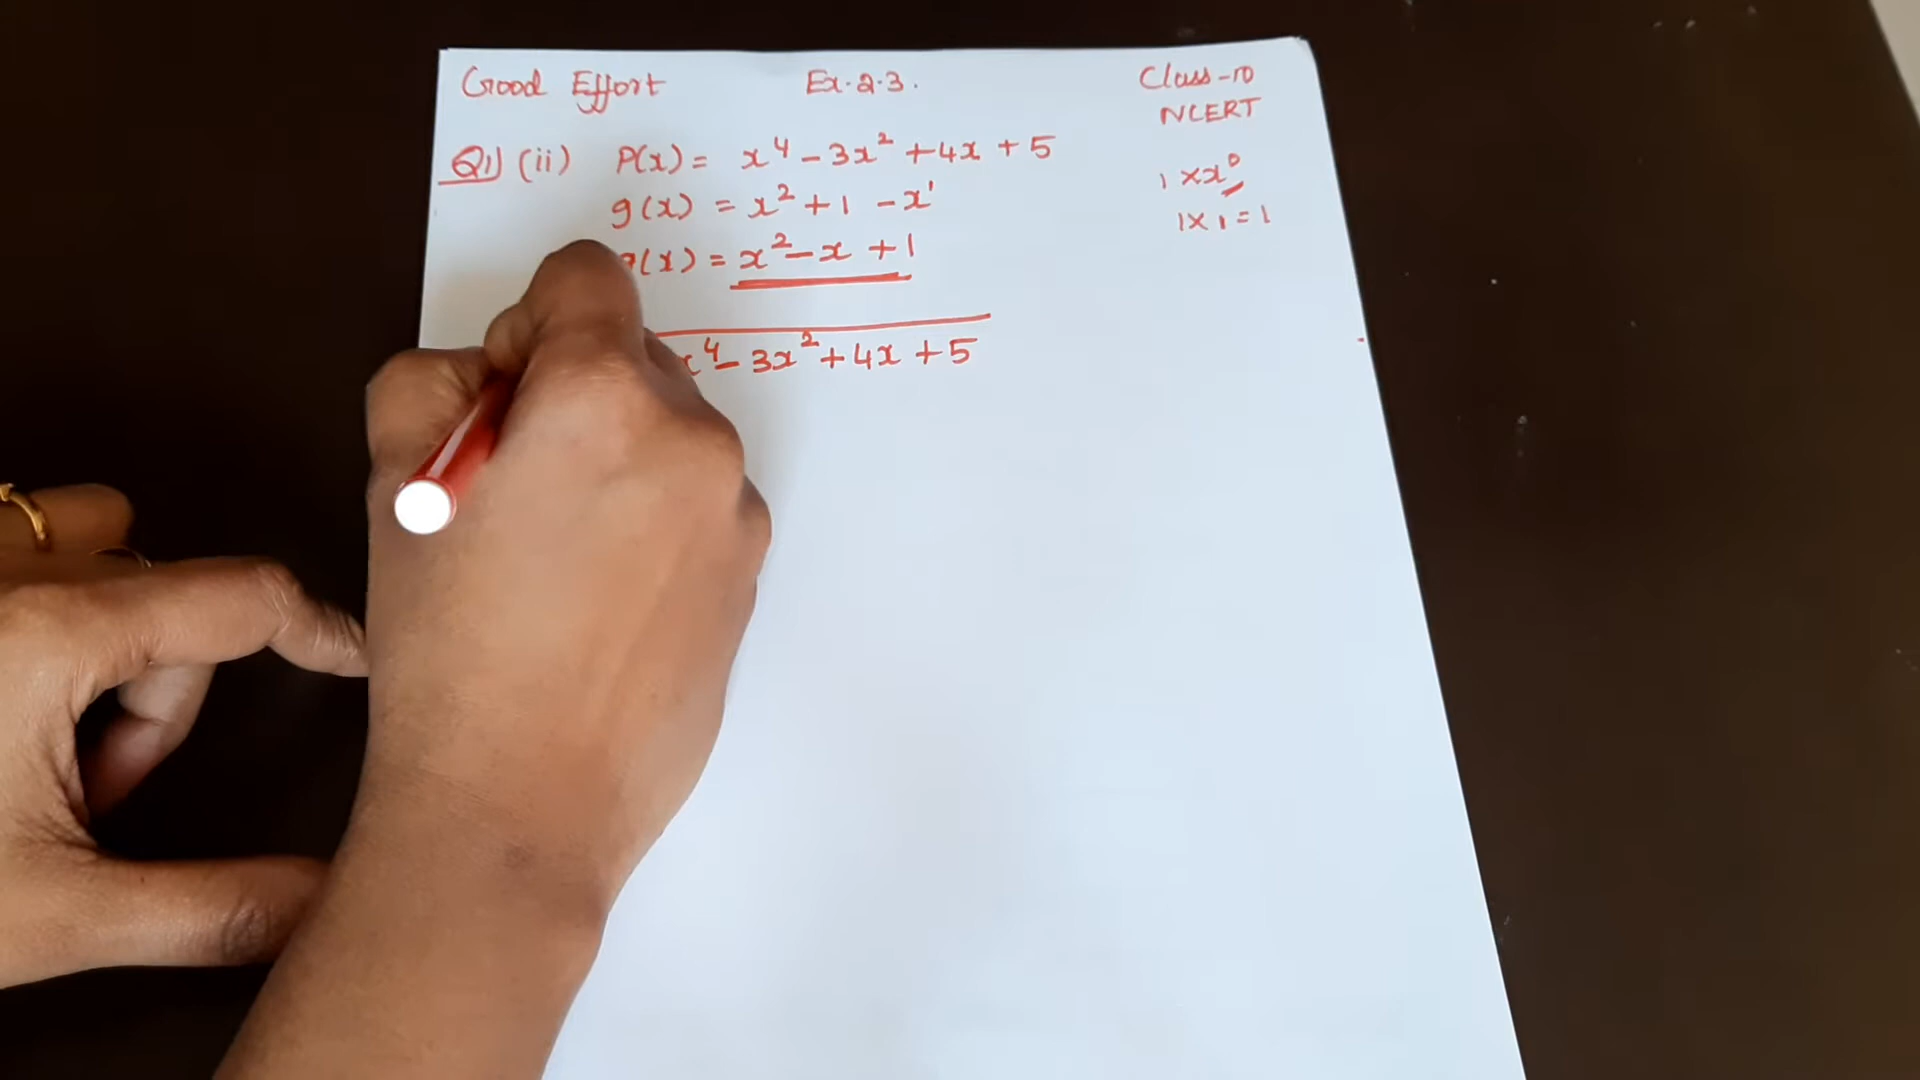 Good Effort Ex.2.3. Class-10
NCERT
Q1) (ii) P(x) = x⁴ - 3x² + 4x + 5
g(x) = x² + 1 - x¹
(x) = x² - x + 1
1 × x⁰
1 × 1 = 1
x⁴ - 3x² + 4x + 5